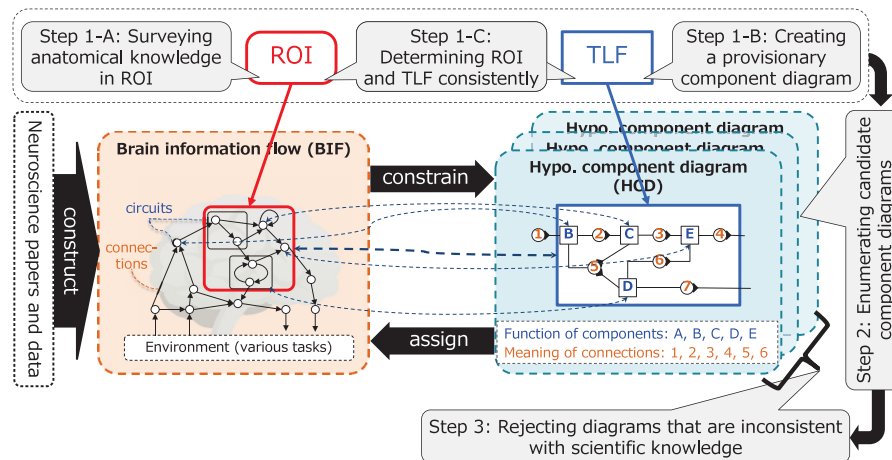 Step 1-A: Surveying
anatomical knowledge
in ROI
ROI
Step 1-C:
Determining ROI
and TLF consistently
TLF
Step 1-B: Creating
a provisionary
component diagram
Neuroscience papers and data
construct
Brain information flow (BIF)
circuits
connec-
tions
Environment (various tasks)
constrain
assign
Hypo. component diagram
Hypo. component diagram
Hypo. component diagram
(HCD)
1
B
2
C
3
E
4
5
6
D
7
Function of components: A, B, C, D, E
Meaning of connections: 1, 2, 3, 4, 5, 6
Step 2: Enumerating candidate
component diagrams
Step 3: Rejecting diagrams that are inconsistent
with scientific knowledge